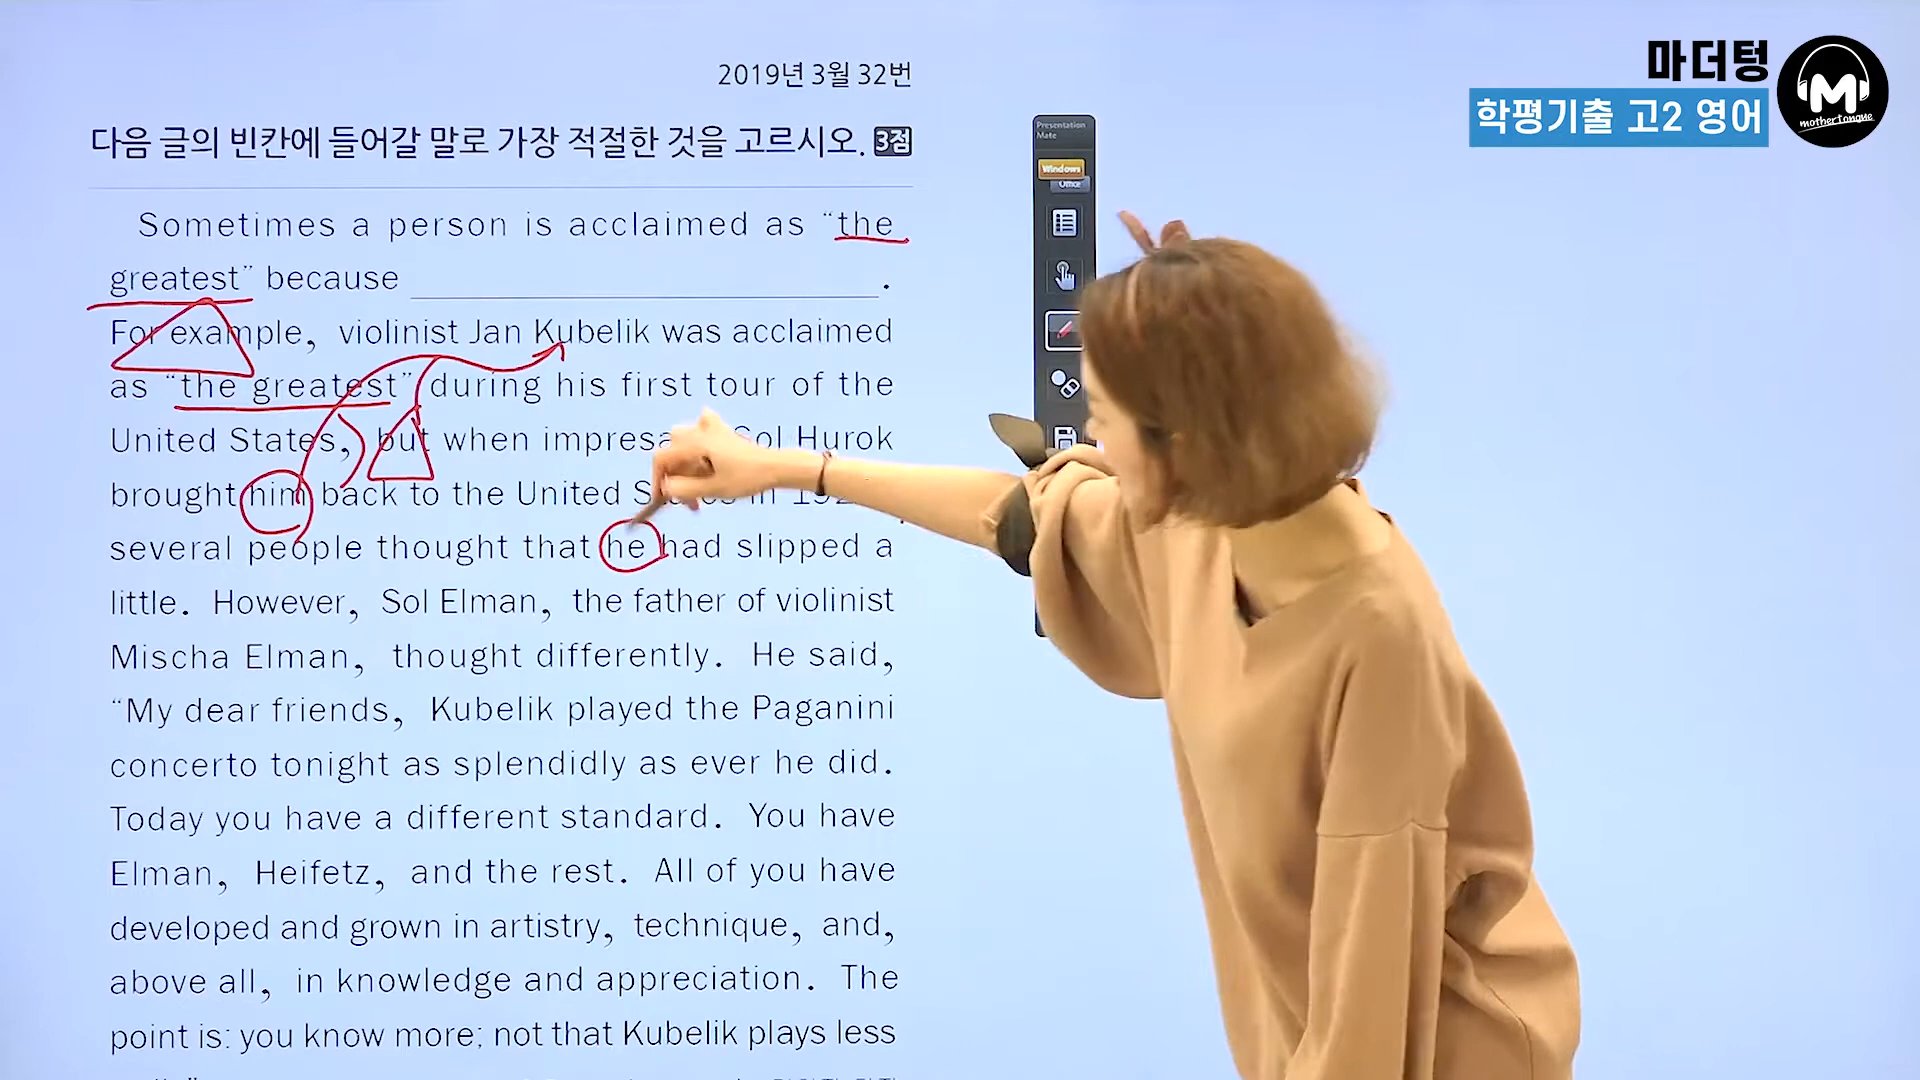 마더텅
학평기출 고2 영어
mothertongue
2019년 3월 32번
다음 글의 빈칸에 들어갈 말로 가장 적절한 것을 고르시오. 3점
Presentation
Mate
Windows
Office
Sometimes a person is acclaimed as “the
greatest” because .
For example, violinist Jan Kubelik was acclaimed
as “the greatest” during his first tour of the
United States, but when Sol Hurok
brought him back to the United in
several people thought that he had slipped a
little. However, Sol Elman, the father of violinist
Mischa Elman, thought differently. He said,
“My dear friends, Kubelik played the Paganini
concerto tonight as splendidly as ever he did.
Today you have a different standard. You have
Elman, Heifetz, and the rest. All of you have
developed and grown in artistry, technique, and,
above all, in knowledge and appreciation. The
point is: you know more; not that Kubelik plays less